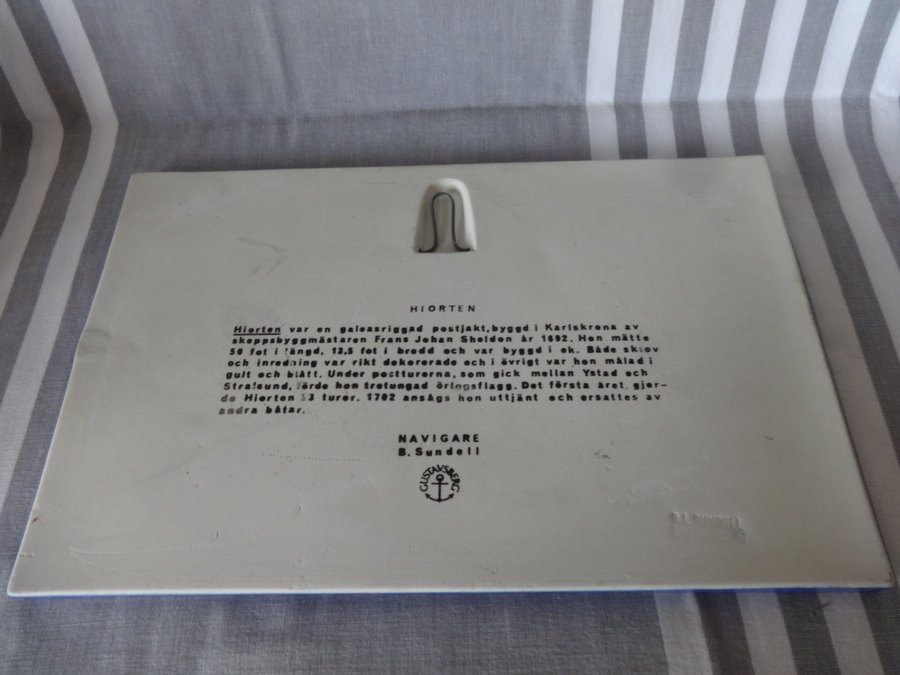 HIORTEN
Hiorten var en galeasriggad postjakt, byggd i Karlskrona av
skeppsbyggmästaren Frans Johan Sheldon år 1692. Hon mätte
50 fot i längd, 13,5 fot i bredd och var byggd i ek. Både skrov
och inredning var rikt dekorerade och i övrigt var hon målad i
gult och blått. Under postturerna, som gick mellan Ystad och
Stralsund, förde hon tretungad örlogsflagg. Det första året gjor-
de Hiorten turer. 1702 ansågs hon uttjänt och ersattes av
andra båtar.
NAVIGARE
B. Sundell
GUSTAVSBERG
SUNDELL